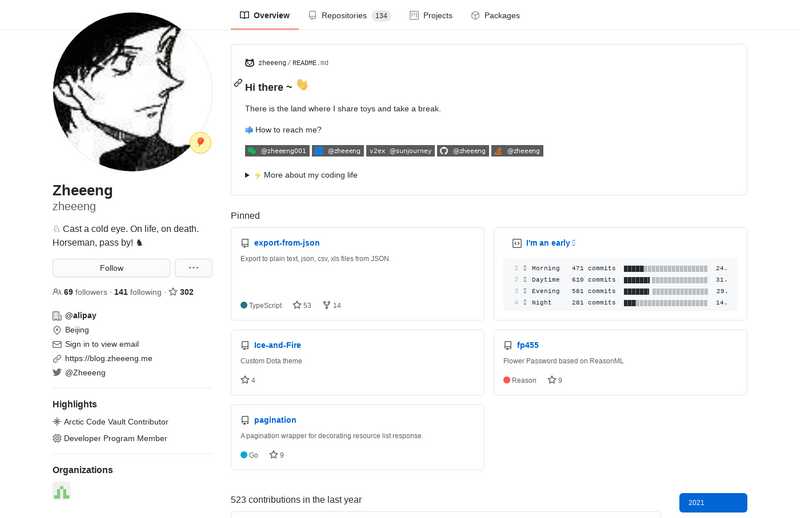 Overview
Repositories 134
Projects
Packages
zheeeng/README.md
Hi there ~
There is the land where I share toys and take a break.
How to reach me?
@zheeeng001 @zheeeng v2ex @sunjourney @zheeeng @zheeeng
More about my coding life
Zheeeng
zheeeng
Cast a cold eye. On life, on death.
Horseman, pass by!
Follow
69 followers · 141 following · 302
@alipay
Beijing
Sign in to view email
https://blog.zheeeng.me
@Zheeeng
Highlights
Arctic Code Vault Contributor
Developer Program Member
Organizations
Pinned
export-from-json
Export to plain text, json, csv, xls files from JSON
TypeScript 53 14
I'm an early
1 Morning 471 commits 24.
2 Daytime 610 commits 31.
3 Evening 561 commits 29.
4 Night 281 commits 14.
Ice-and-Fire
Custom Dota theme
4
fp455
Flower Password based on ReasonML
Reason 9
pagination
A pagination wrapper for decorating resource list response
Go 9
523 contributions in the last year
2021